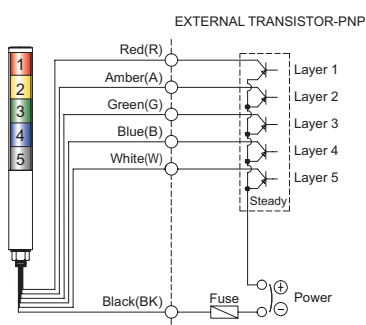 EXTERNAL TRANSISTOR-PNP
Red(R)
Amber(A)
Green(G)
Blue(B)
White(W)
1
2
3
4
5
Layer 1
Layer 2
Layer 3
Layer 4
Layer 5
Steady
Black(BK)
Fuse
+
-
Power